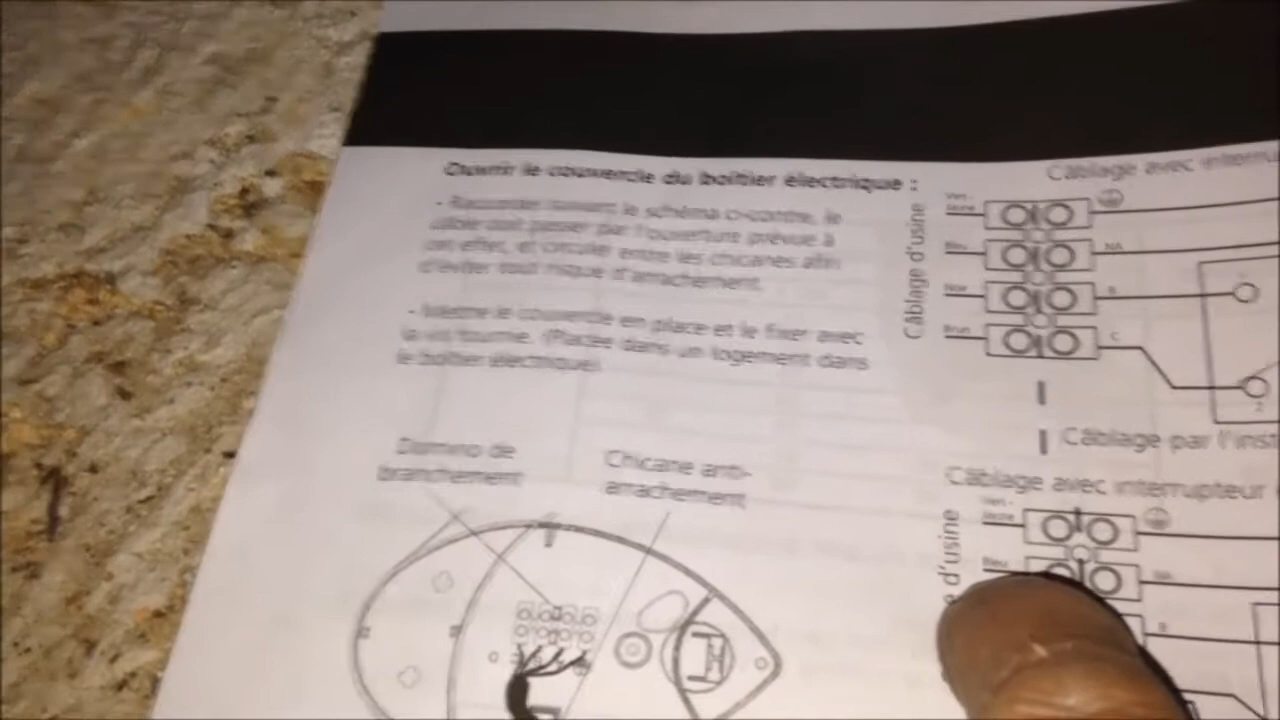 Ouvrir le couvercle du boîtier électrique :
- Raccorder suivant le schéma ci-contre, le
câble doit passer par l'ouverture prévue à
cet effet, et circuler entre les chicanes afin
d'éviter tout risque d'arrachement.
- Mettre le couvercle en place et le fixer avec
la vis fournie. (Placée dans un logement dans
le boîtier électrique).
Domino de
branchement
Chicane anti-
arrachement
Câblage avec interru
Câblage d'usine
Vert -
Jaune
Bleu
NA
Noir
B
Brun
C
2
Câblage par l'inst
Câblage avec interrupteur
e d'usine
Vert -
Jaune
Bleu
NA
B